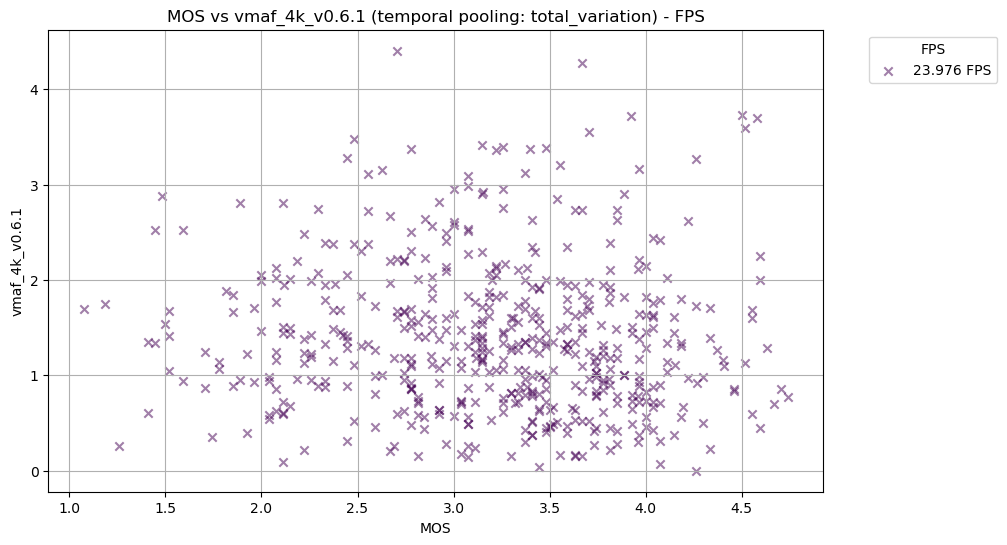 MOS vs vmaf_4k_v0.6.1 (temporal pooling: total_variation) - FPS
FPS
23.976 FPS
vmaf_4k_v0.6.1
4
3
2
1
0
1.0 1.5 2.0 2.5 3.0 3.5 4.0 4.5
MOS